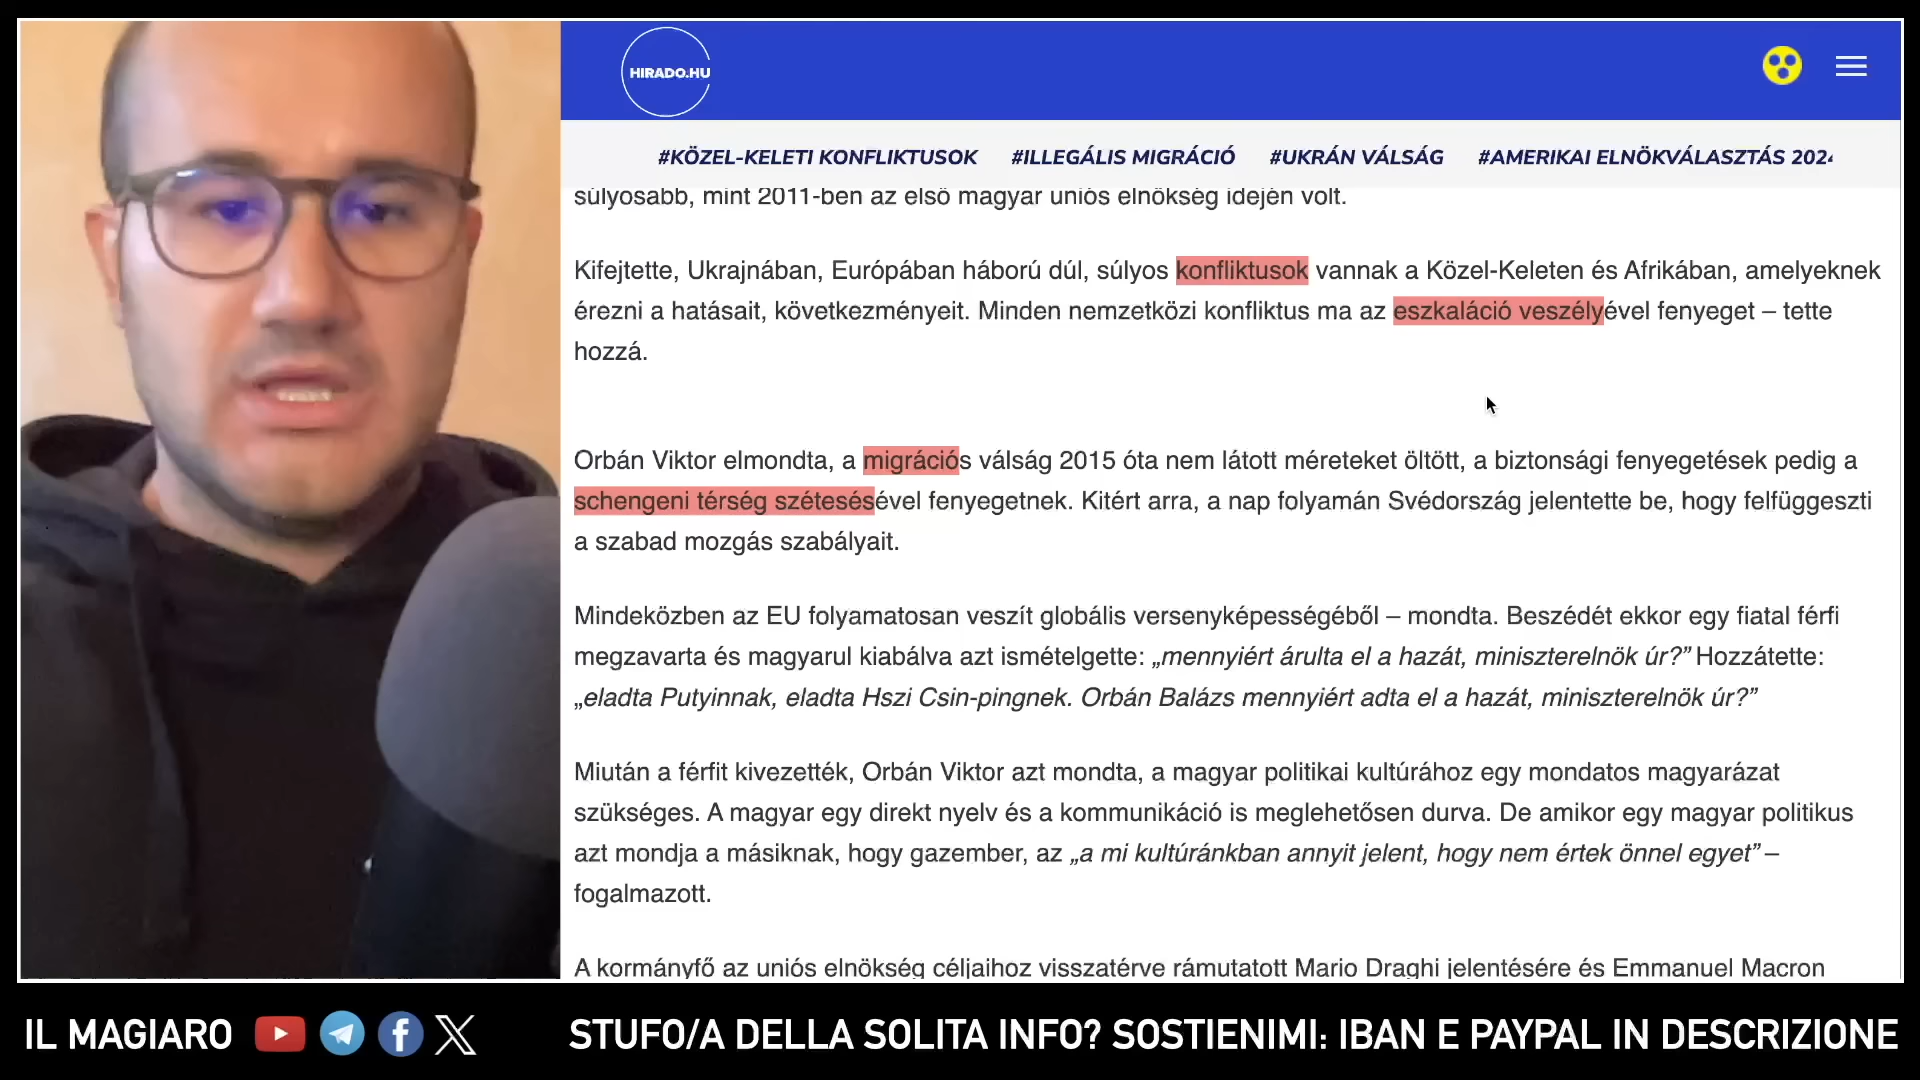 HIRADO.HU
#KÖZEL-KELETI KONFLIKTUSOK #ILLEGÁLIS MIGRÁCIÓ #UKRÁN VÁLSÁG #AMERIKAI ELNÖKVÁLASZTÁS 2024
súlyosabb, mint 2011-ben az első magyar uniós elnökség idején volt.
Kifejtette, Ukrajnában, Európában háború dúl, súlyos konfliktusok vannak a Közel-Keleten és Afrikában, amelyeknek
érezni a hatásait, következményeit. Minden nemzetközi konfliktus ma az eszkaláció veszélyével fenyeget – tette
hozzá.
Orbán Viktor elmondta, a migrációs válság 2015 óta nem látott méreteket öltött, a biztonsági fenyegetések pedig a
schengeni térség szétesésével fenyegetnek. Kitért arra, a nap folyamán Svédország jelentette be, hogy felfüggeszti
a szabad mozgás szabályait.
Mindeközben az EU folyamatosan veszít globális versenyképességéből – mondta. Beszédét ekkor egy fiatal férfi
megzavarta és magyarul kiabálva azt ismételgette: „mennyiért árulta el a hazát, miniszterelnök úr?” Hozzátette:
„eladta Putyinnak, eladta Hszi Csin-pingnek. Orbán Balázs mennyiért adta el a hazát, miniszterelnök úr?”
Miután a férfit kivezették, Orbán Viktor azt mondta, a magyar politikai kultúrához egy mondatos magyarázat
szükséges. A magyar egy direkt nyelv és a kommunikáció is meglehetősen durva. De amikor egy magyar politikus
azt mondja a másiknak, hogy gazember, az „a mi kultúránkban annyit jelent, hogy nem értek önnel egyet” –
fogalmazott.
A kormányfő az uniós elnökség céljaihoz visszatérve rámutatott Mario Draghi jelentésére és Emmanuel Macron
IL MAGIARO STUFO/A DELLA SOLITA INFO? SOSTIENIMI: IBAN E PAYPAL IN DESCRIZIONE